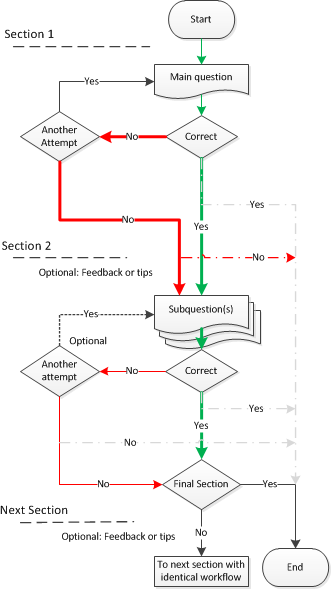 Start
Section 1
Yes
Main question
Another
Attempt
No
Correct
Yes
No
Yes
Section 2
No
Optional: Feedback or tips
Yes
Subquestion(s)
Optional
Another
attempt
No
Correct
Yes
Yes
No
No
Final Section
Yes
Next Section
No
Optional: Feedback or tips
To next section with
identical workflow
End